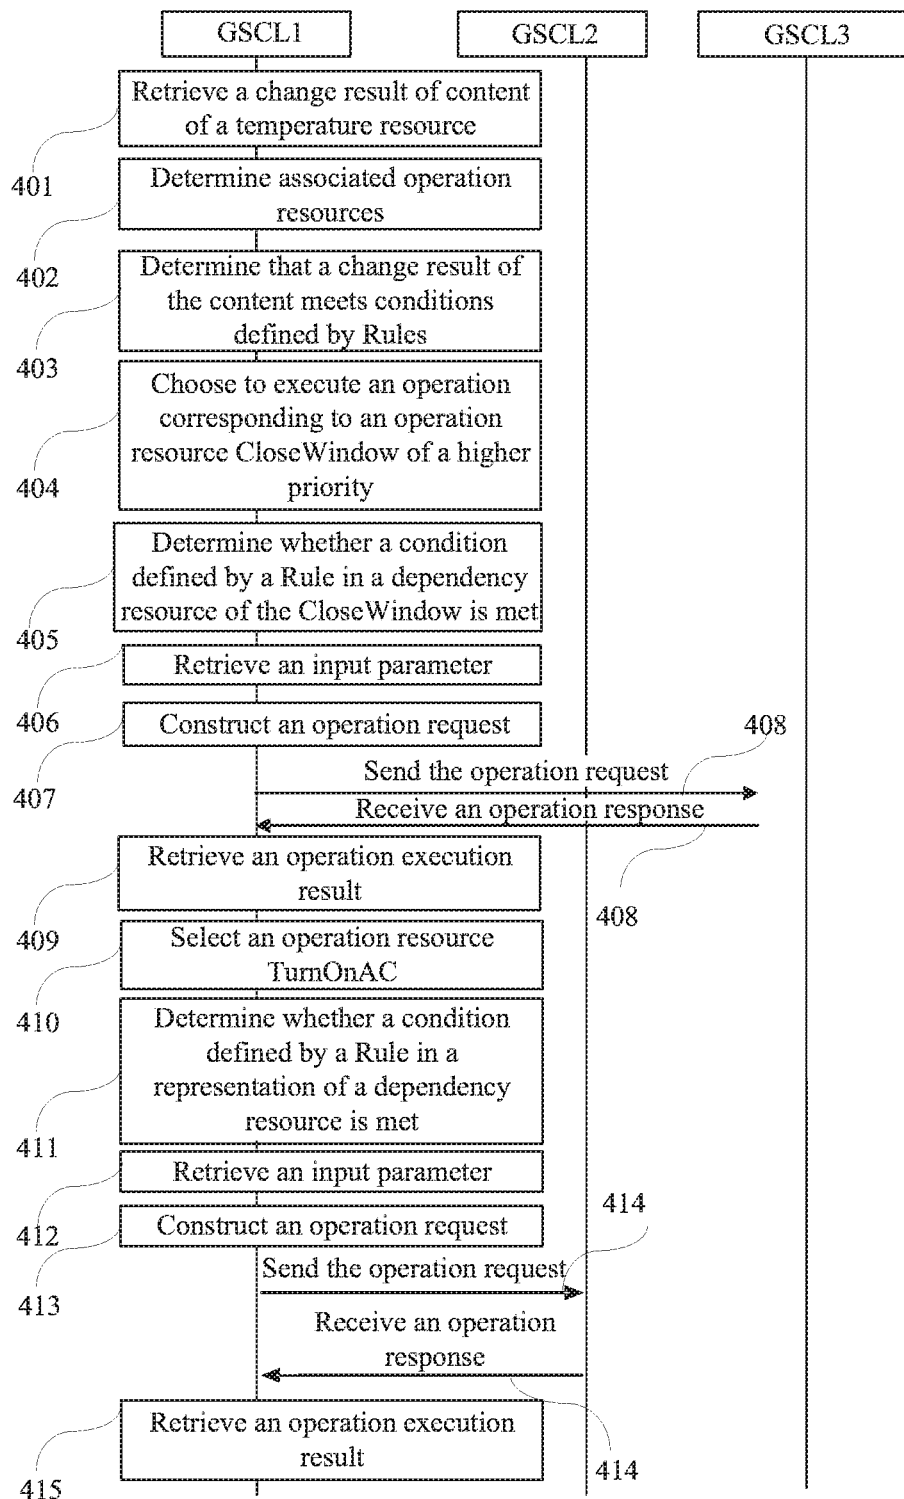 GSCL1
GSCL2
GSCL3
Retrieve a change result of content
of a temperature resource
401
Determine associated operation
resources
402
Determine that a change result of
the content meets conditions
defined by Rules
403
Choose to execute an operation
corresponding to an operation
resource CloseWindow of a higher
priority
404
Determine whether a condition
defined by a Rule in a dependency
resource of the CloseWindow is met
405
Retrieve an input parameter
406
Construct an operation request
407
408
Send the operation request
Receive an operation response
408
Retrieve an operation execution
result
409
Select an operation resource
TurnOnAC
410
Determine whether a condition
defined by a Rule in a
representation of a dependency
resource is met
411
Retrieve an input parameter
412
Construct an operation request
413
414
Send the operation request
Receive an operation
response
414
Retrieve an operation execution
result
415